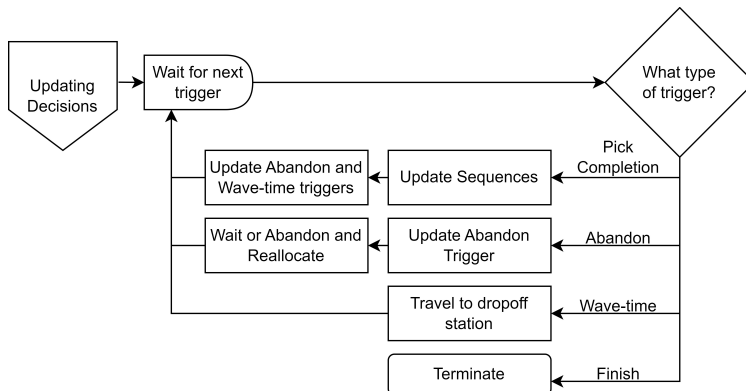 Updating
Decisions
Wait for next
trigger
What type
of trigger?
Pick
Completion
Update Sequences
Update Abandon and
Wave-time triggers
Abandon
Update Abandon
Trigger
Wait or Abandon and
Reallocate
Wave-time
Travel to dropoff
station
Finish
Terminate